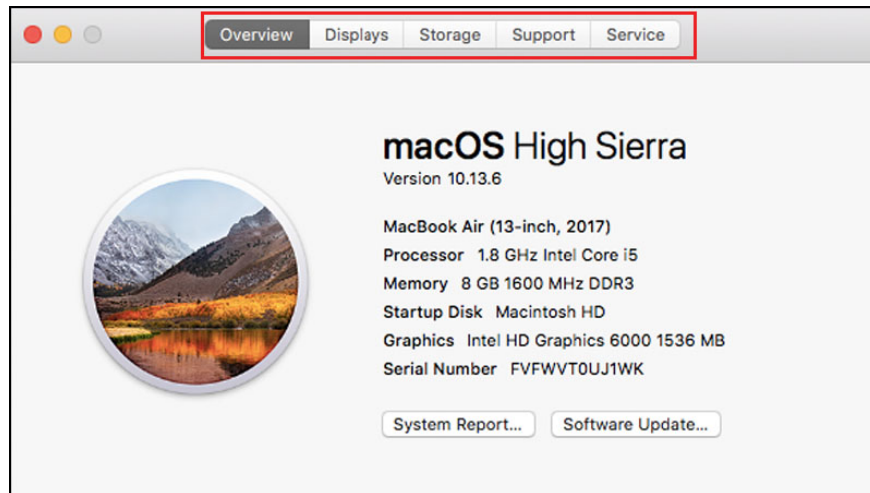 Overview Displays Storage Support Service
macOS High Sierra
Version 10.13.6
MacBook Air (13-inch, 2017)
Processor 1.8 GHz Intel Core i5
Memory 8 GB 1600 MHz DDR3
Startup Disk Macintosh HD
Graphics Intel HD Graphics 6000 1536 MB
Serial Number FVFWVT0UJ1WK
System Report... Software Update...